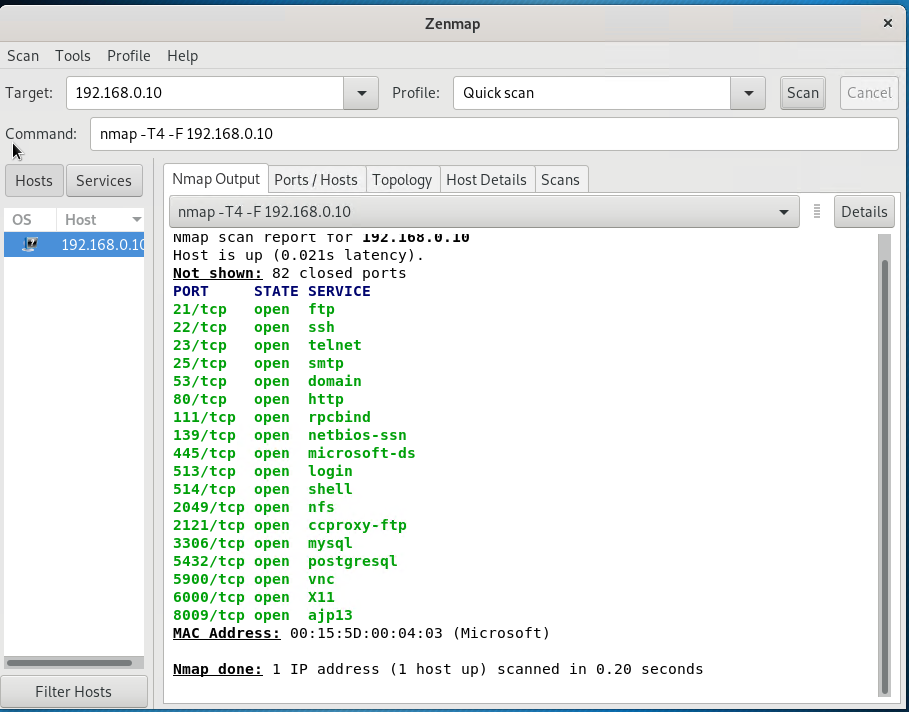 Zenmap
Scan Tools Profile Help
Target: 192.168.0.10 Profile: Quick scan Scan Cancel
Command: nmap -T4 -F 192.168.0.10
Hosts Services
OS Host
192.168.0.10
Filter Hosts
Nmap Output Ports / Hosts Topology Host Details Scans
nmap -T4 -F 192.168.0.10 Details
Nmap scan report for 192.168.0.10
Host is up (0.021s latency).
Not shown: 82 closed ports
PORT STATE SERVICE
21/tcp open ftp
22/tcp open ssh
23/tcp open telnet
25/tcp open smtp
53/tcp open domain
80/tcp open http
111/tcp open rpcbind
139/tcp open netbios-ssn
445/tcp open microsoft-ds
513/tcp open login
514/tcp open shell
2049/tcp open nfs
2121/tcp open ccproxy-ftp
3306/tcp open mysql
5432/tcp open postgresql
5900/tcp open vnc
6000/tcp open X11
8009/tcp open ajp13
MAC Address: 00:15:5D:00:04:03 (Microsoft)
Nmap done: 1 IP address (1 host up) scanned in 0.20 seconds